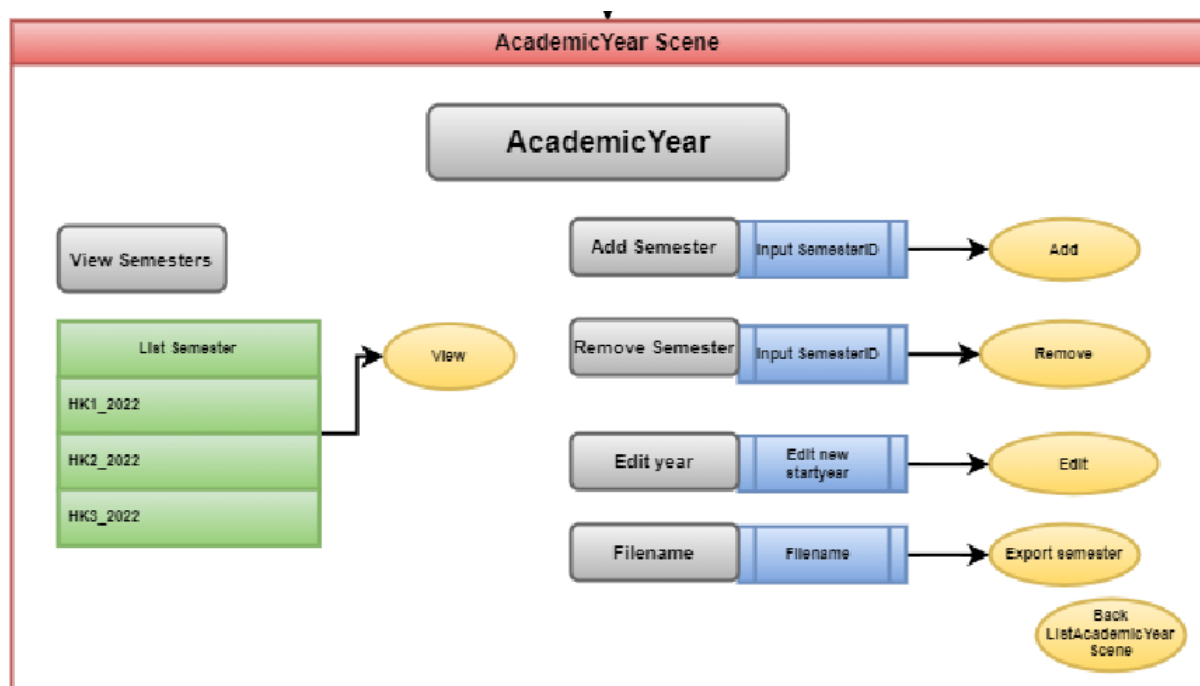 AcademicYear Scene
AcademicYear
View Semesters
List Semester
HK1_2022
HK2_2022
HK3_2022
View
Add Semester
Input SemesterID
Add
Remove Semester
Input SemesterID
Remove
Edit year
Edit new
startyear
Edit
Filename
Filename
Export semester
Back
ListAcademicYear
Scene